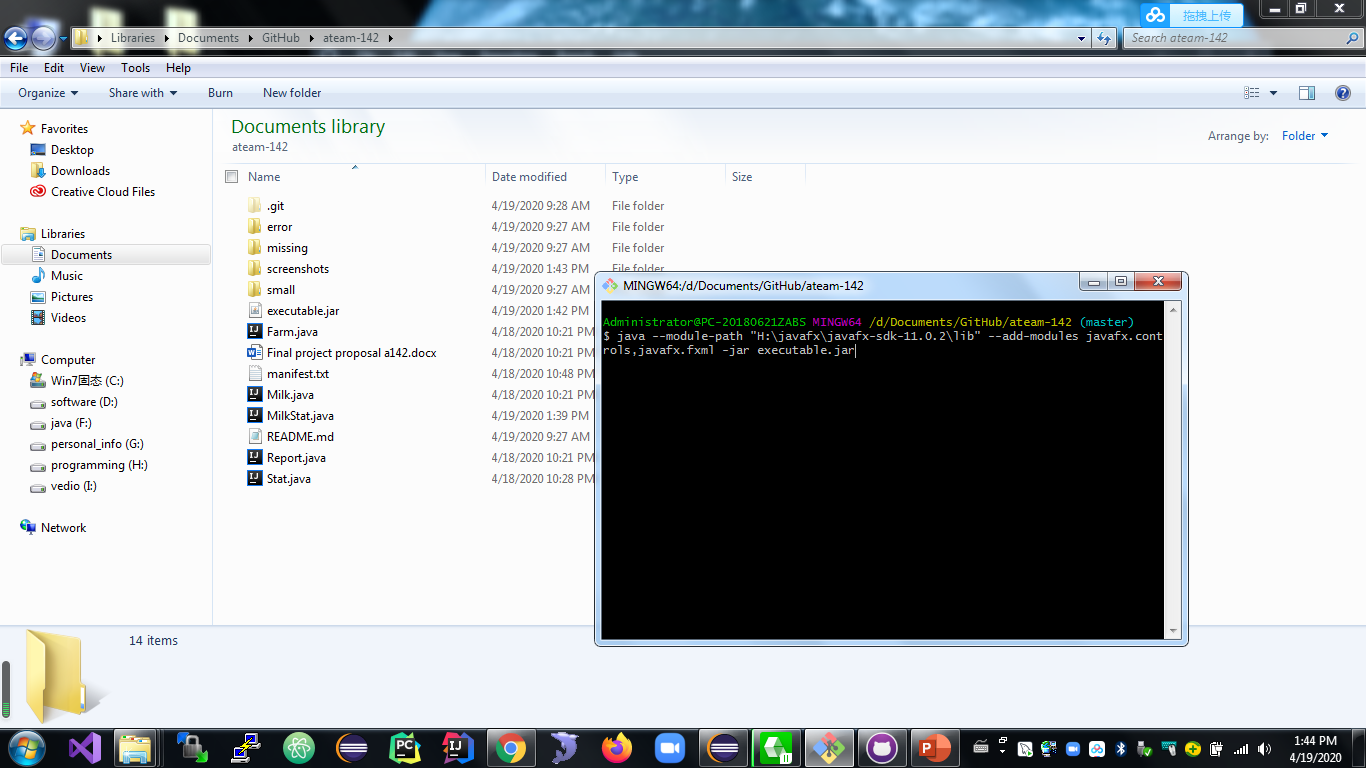 拖拽上传
Libraries Documents GitHub ateam-142
Search ateam-142
File Edit View Tools Help
Organize Share with Burn New folder
Documents library
ateam-142
Arrange by: Folder
Favorites
Desktop
Downloads
Creative Cloud Files
Libraries
Documents
Music
Pictures
Videos
Computer
Win7固态 (C:)
software (D:)
java (F:)
personal_info (G:)
programming (H:)
vedio (I:)
Network
Name Date modified Type Size
.git 4/19/2020 9:28 AM File folder
error 4/19/2020 9:27 AM File folder
missing 4/19/2020 9:27 AM File folder
screenshots 4/19/2020 1:43 PM File folder
small 4/19/2020 9:27 AM
executable.jar 4/19/2020 1:42 PM
Farm.java 4/18/2020 10:21 PM
Final project proposal a142.docx 4/18/2020 10:21 PM
manifest.txt 4/18/2020 10:48 PM
Milk.java 4/18/2020 10:21 PM
MilkStat.java 4/19/2020 1:39 PM
README.md 4/19/2020 9:27 AM
Report.java 4/18/2020 10:21 PM
Stat.java 4/18/2020 10:28 PM
MINGW64:/d/Documents/GitHub/ateam-142
Administrator@PC-20180621ZABS MINGW64 /d/Documents/GitHub/ateam-142 (master)
$ java --module-path "H:\javafx\javafx-sdk-11.0.2\lib" --add-modules javafx.cont
rols,javafx.fxml -jar executable.jar
14 items
1:44 PM
4/19/2020